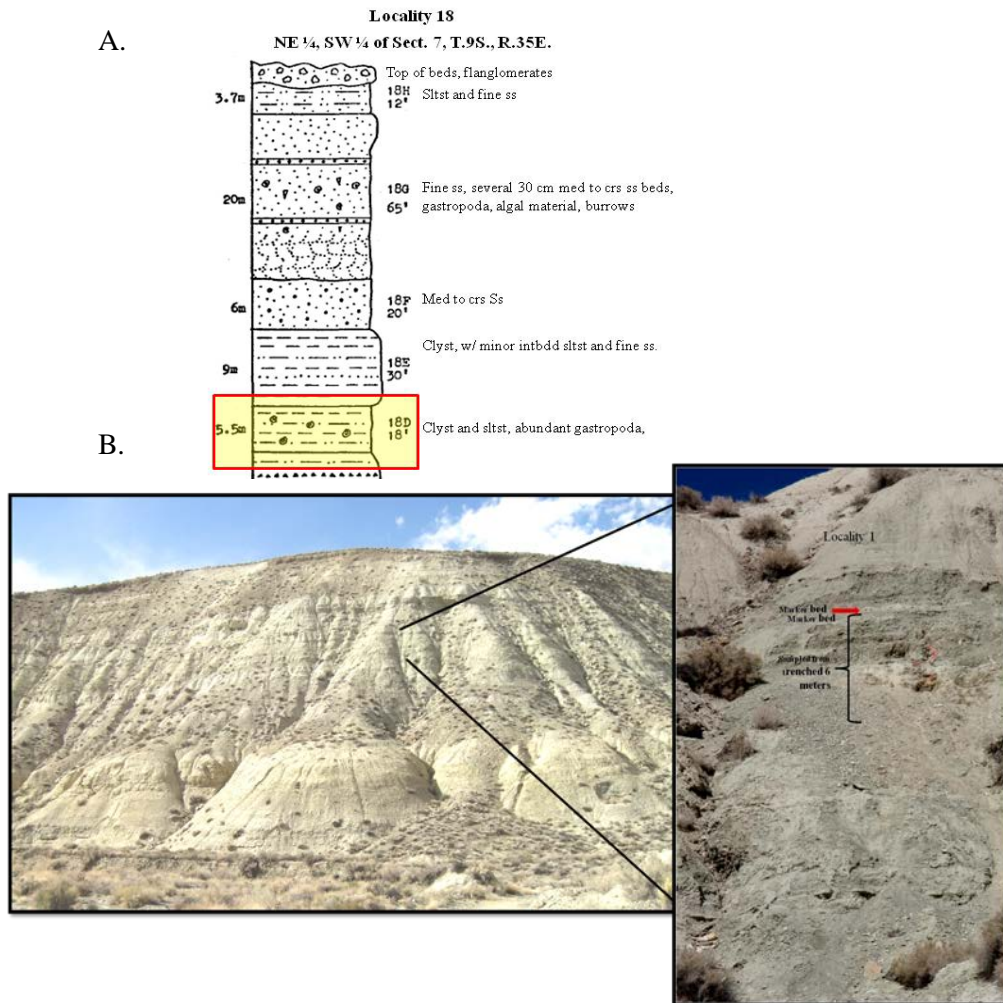 Locality 18
A.
NE ¼, SW ¼ of Sect. 7, T.9S., R.35E.
Top of beds, flanglomerates
3.7m
18H
12'
Sltst and fine ss
20m
18G
65'
Fine ss, several 30 cm med to crs ss beds,
gastropoda, algal material, burrows
6m
18F
20'
Med to crs Ss
9m
18E
30'
Clyst, w/ minor intbdd sltst and fine ss.
5.5m
18D
18'
Clyst and sltst, abundant gastropoda,
B.
Locality 1
Marker bed
Marker bed
trenched 6
meters